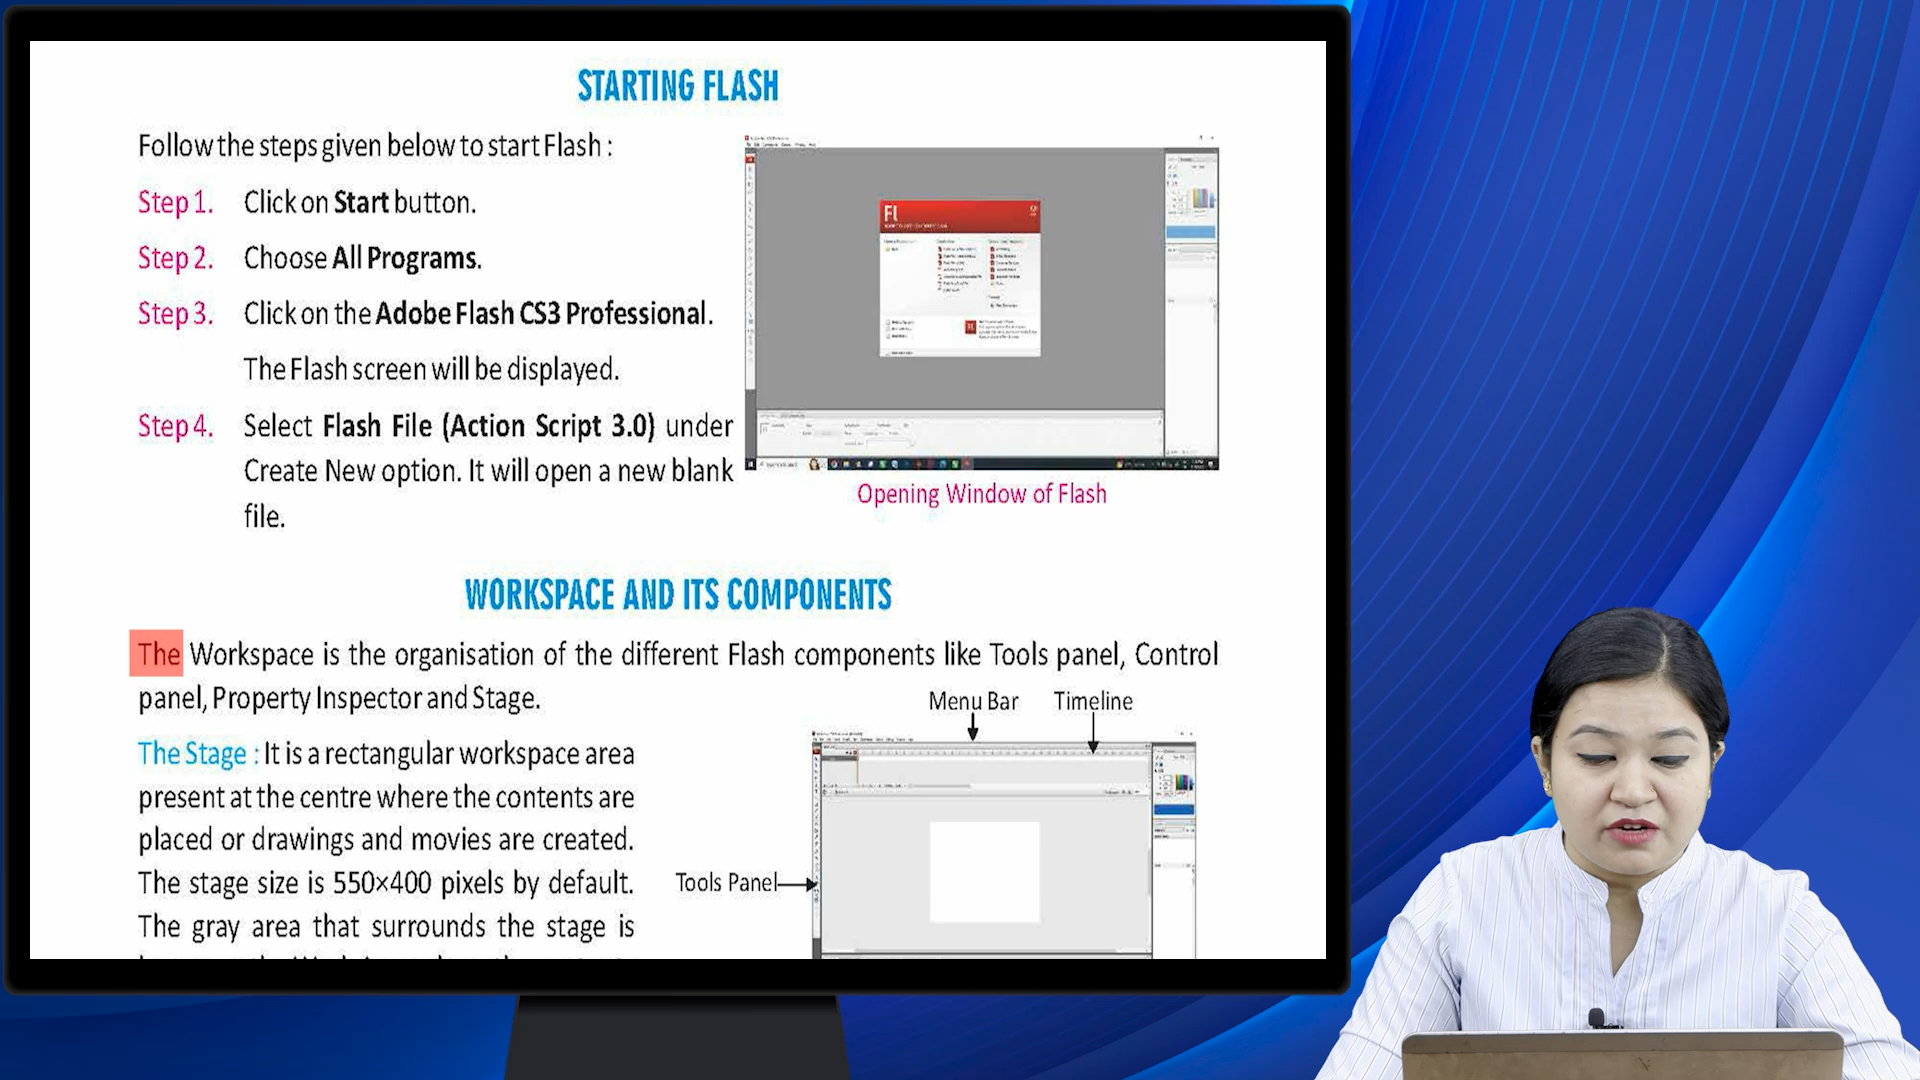 STARTING FLASH
Follow the steps given below to start Flash :
Step 1. Click on Start button.
Step 2. Choose All Programs.
Step 3. Click on the Adobe Flash CS3 Professional.
The Flash screen will be displayed.
Step 4. Select Flash File (Action Script 3.0) under
Create New option. It will open a new blank
file.
Fl
Opening Window of Flash
WORKSPACE AND ITS COMPONENTS
The Workspace is the organisation of the different Flash components like Tools panel, Control
panel, Property Inspector and Stage.
Menu Bar Timeline
The Stage : It is a rectangular workspace area
present at the centre where the contents are
placed or drawings and movies are created.
The stage size is 550×400 pixels by default.
The gray area that surrounds the stage is
Tools Panel